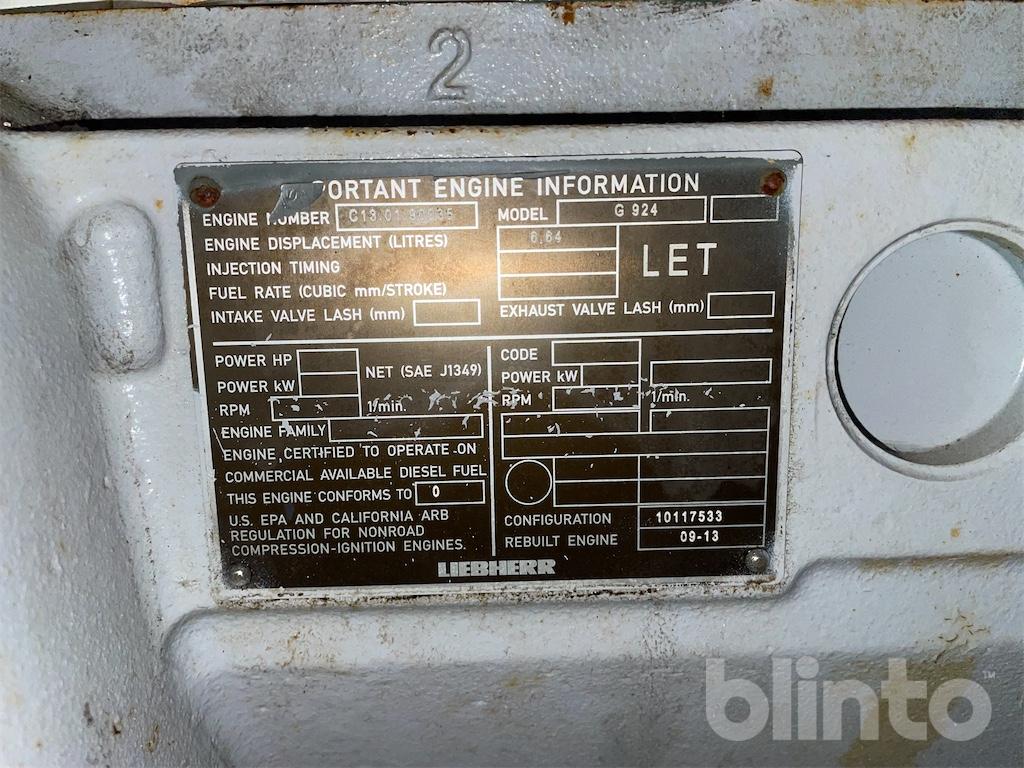 2
PORTANT ENGINE INFORMATION
ENGINE NUMBER MODEL G 924
ENGINE DISPLACEMENT (LITRES) 6,64
INJECTION TIMING
LET
FUEL RATE (CUBIC mm/STROKE)
INTAKE VALVE LASH (mm) EXHAUST VALVE LASH (mm)
POWER HP
POWER kW
NET (SAE J1349)
RPM 1/min.
ENGINE FAMILY
ENGINE CERTIFIED TO OPERATE ON
COMMERCIAL AVAILABLE DIESEL FUEL
THIS ENGINE CONFORMS TO 0
U.S. EPA AND CALIFORNIA ARB
REGULATION FOR NONROAD
COMPRESSION-IGNITION ENGINES.
CODE
POWER kW
RPM 1/min.
CONFIGURATION 10117533
REBUILT ENGINE 09-13
LIEBHERR
blinto™